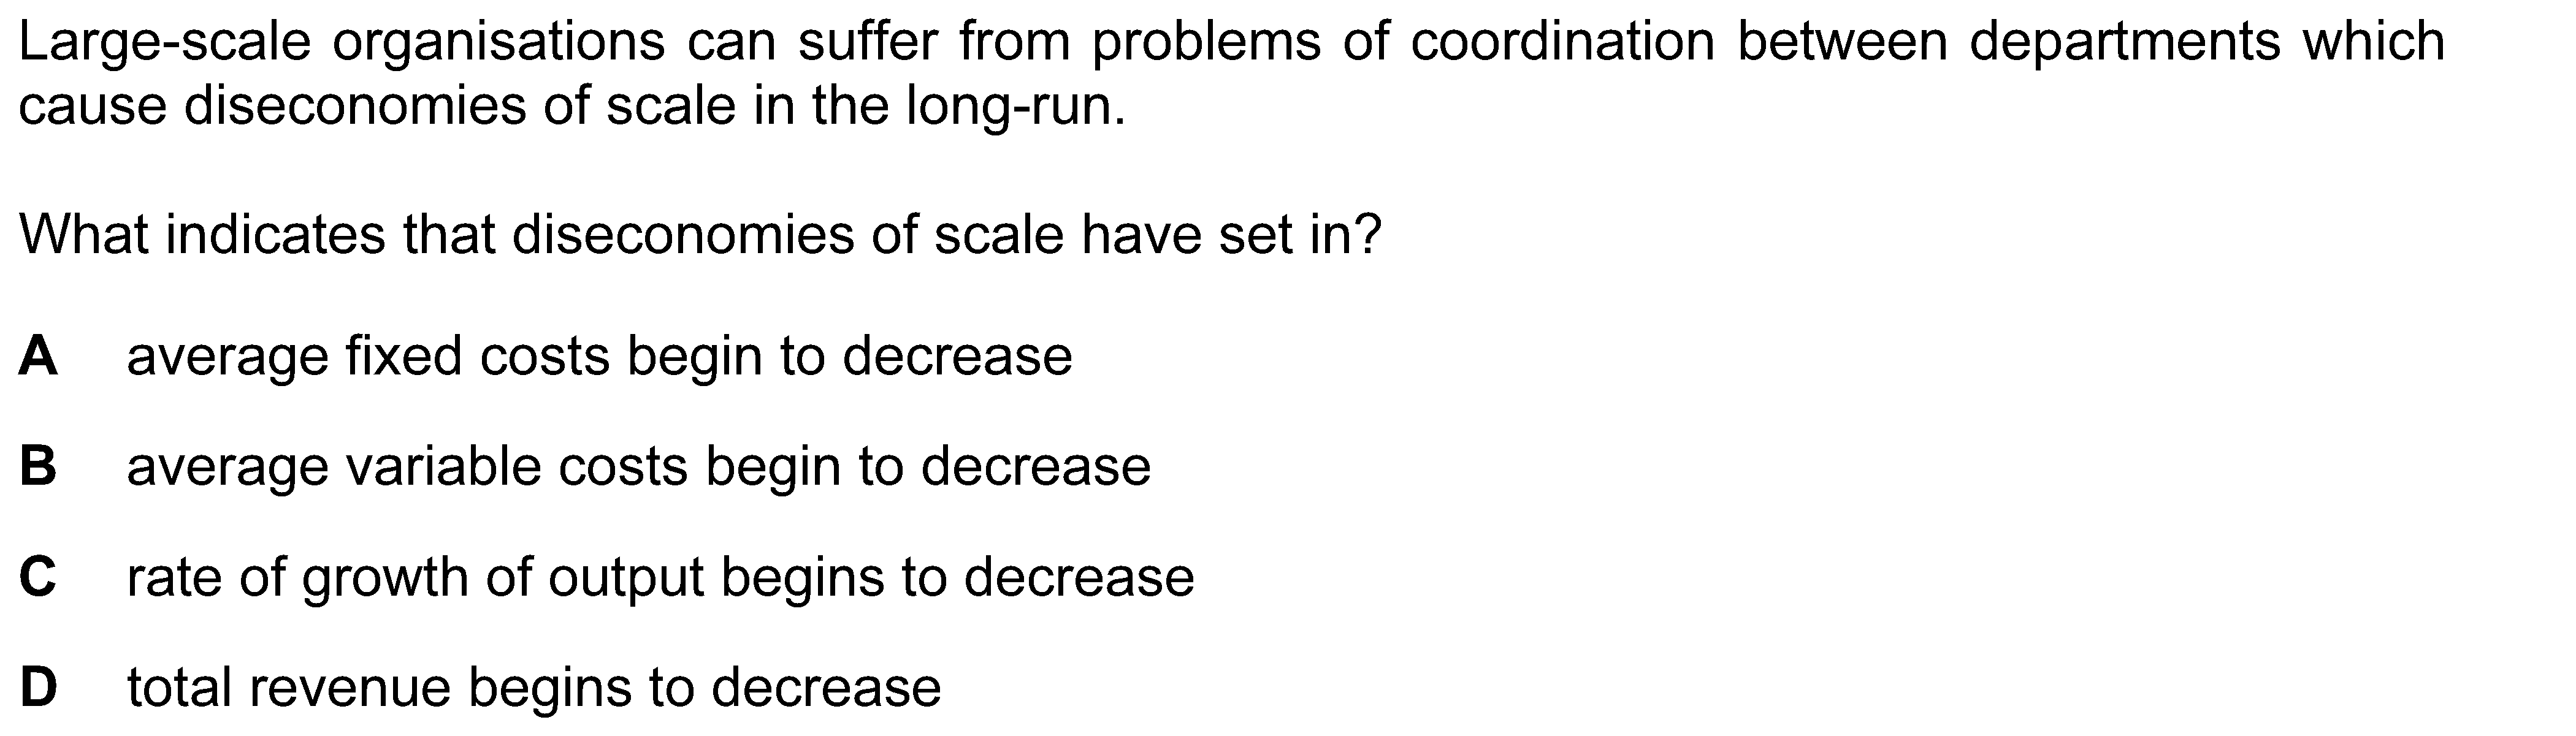 Large-scale organisations can suffer from problems of coordination between departments which
cause diseconomies of scale in the long-run.
What indicates that diseconomies of scale have set in?
A average fixed costs begin to decrease
B average variable costs begin to decrease
C rate of growth of output begins to decrease
D total revenue begins to decrease